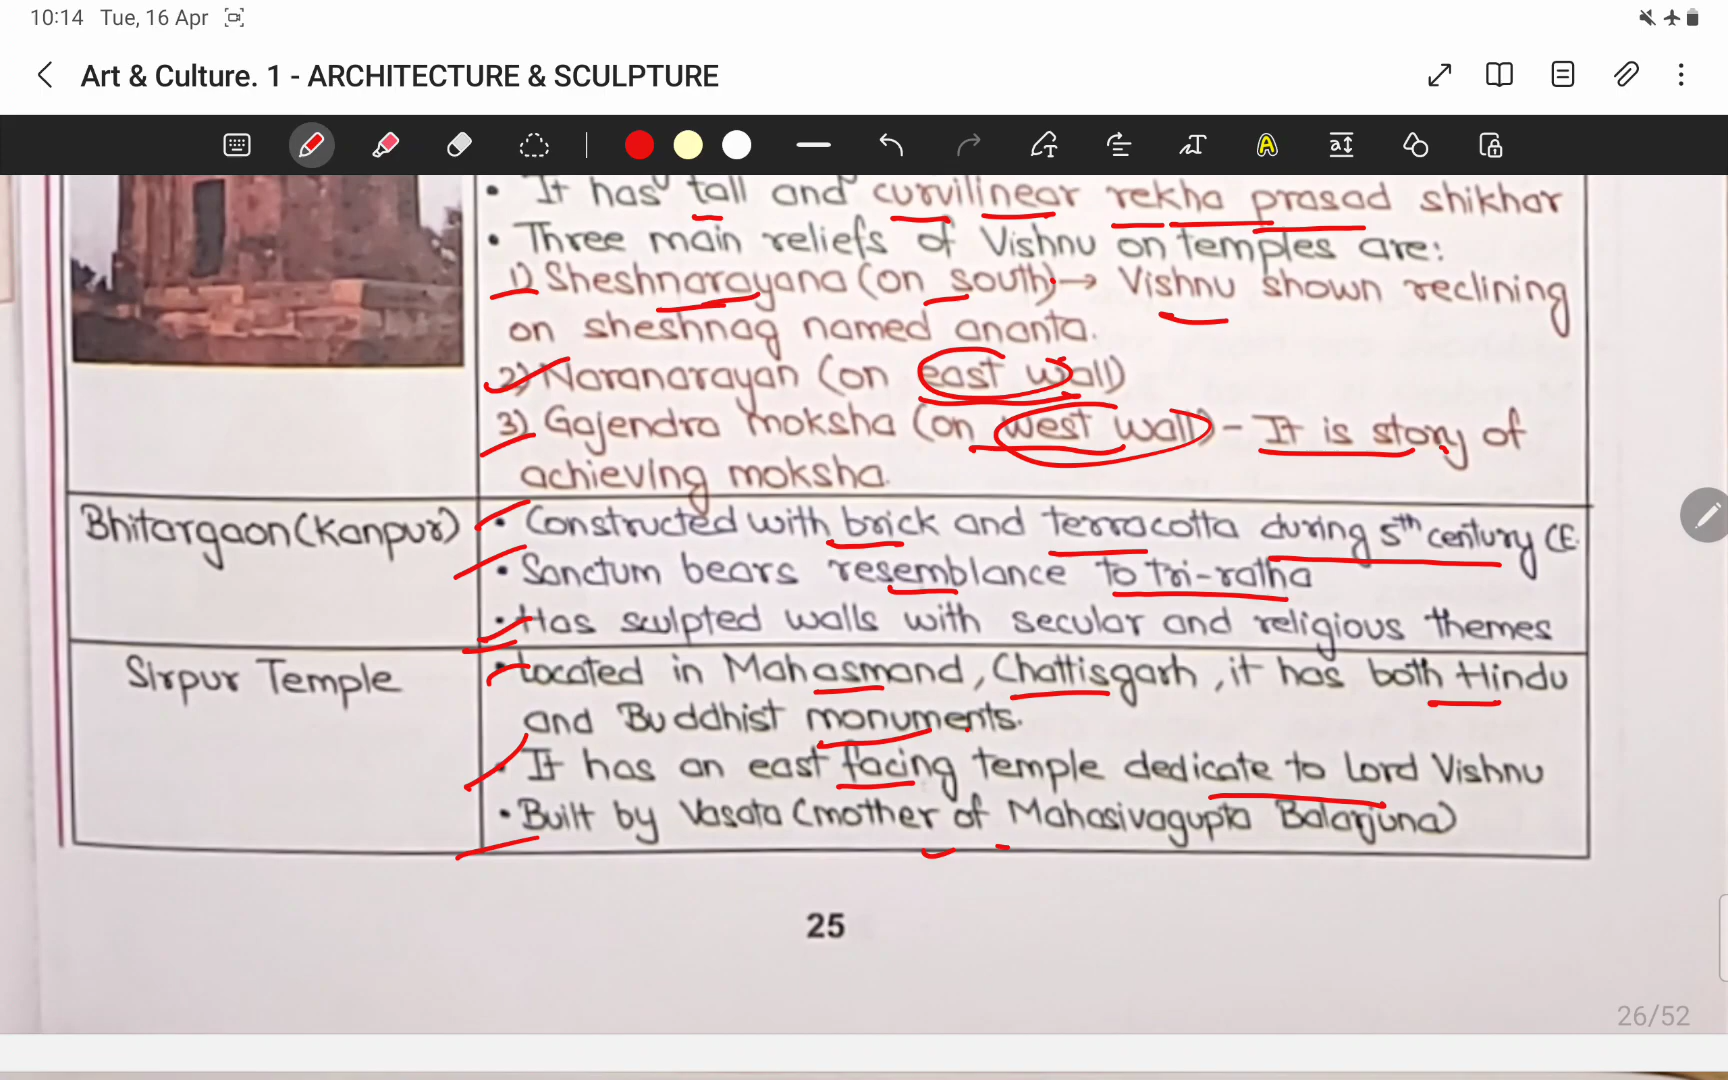 10:14 Tue, 16 Apr
Art & Culture. 1 - ARCHITECTURE & SCULPTURE
A
• It has tall and curvilinear rekha prasad shikhar
• Three main reliefs of Vishnu on temples are:
1) Sheshnarayana (on south) → Vishnu shown reclining
on sheshnag named ananta.
2) Naranarayan (on east wall)
3) Gajendra moksha (on west wall) - It is story of
achieving moksha.
Bhitargaon (Kanpur)
• Constructed with brick and terracotta during 5th century CE.
• Sanctum bears resemblance to tri-ratha
• Has sculpted walls with secular and religious themes
Sirpur Temple
• Located in Mahasmand, Chattisgarh, it has both Hindu
and Buddhist monuments.
• It has an east facing temple dedicate to Lord Vishnu
• Built by Vasata (mother of Mahasivagupta Balarjuna)
25
26/52